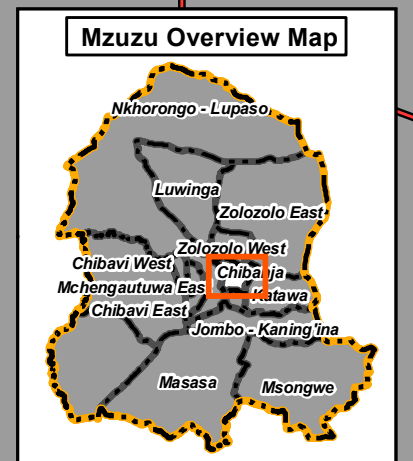 Mzuzu Overview Map
Nkhorongo - Lupaso
Luwinga
Zolozolo East
Zolozolo West
Chibavi West
Chibanja
Mchengautuwa Eas
Katawa
Chibavi East
Jombo - Kaning'ina
Masasa
Msongwe